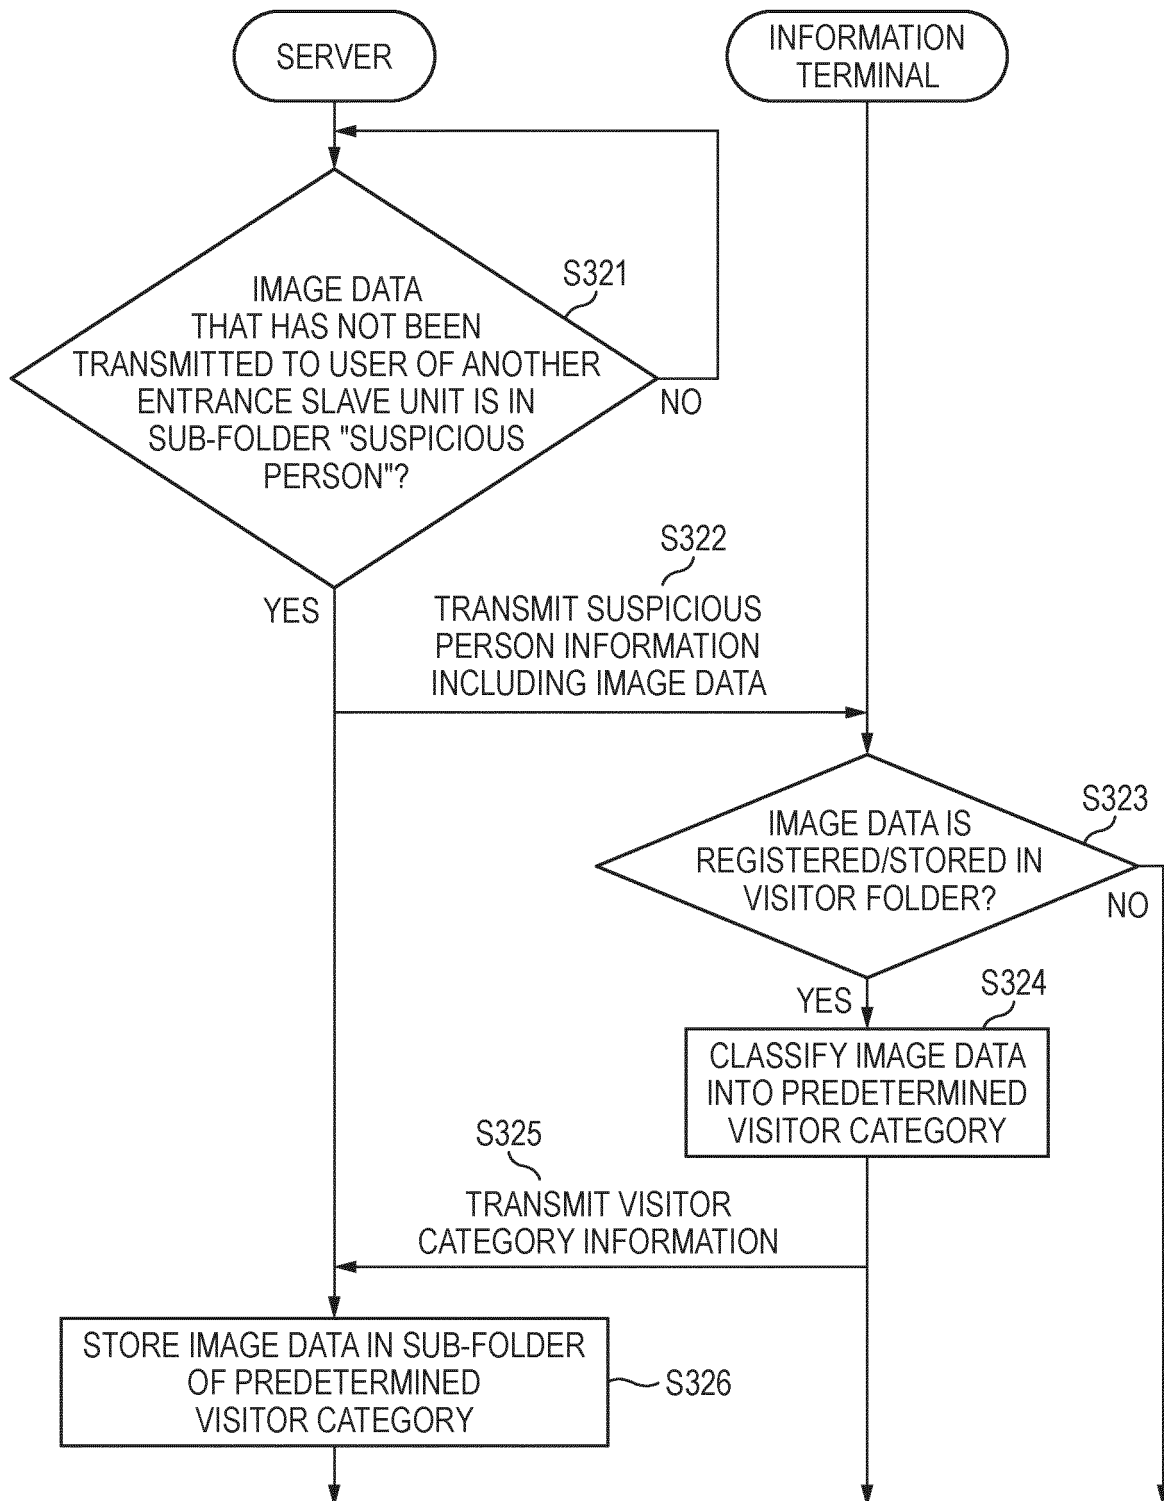 SERVER
INFORMATION
TERMINAL
S321
IMAGE DATA
THAT HAS NOT BEEN
TRANSMITTED TO USER OF ANOTHER
ENTRANCE SLAVE UNIT IS IN
SUB-FOLDER "SUSPICIOUS
PERSON"?
NO
YES
S322
TRANSMIT SUSPICIOUS
PERSON INFORMATION
INCLUDING IMAGE DATA
S323
IMAGE DATA IS
REGISTERED/STORED IN
VISITOR FOLDER?
NO
YES
S324
CLASSIFY IMAGE DATA
INTO PREDETERMINED
VISITOR CATEGORY
S325
TRANSMIT VISITOR
CATEGORY INFORMATION
STORE IMAGE DATA IN SUB-FOLDER
OF PREDETERMINED
VISITOR CATEGORY
S326